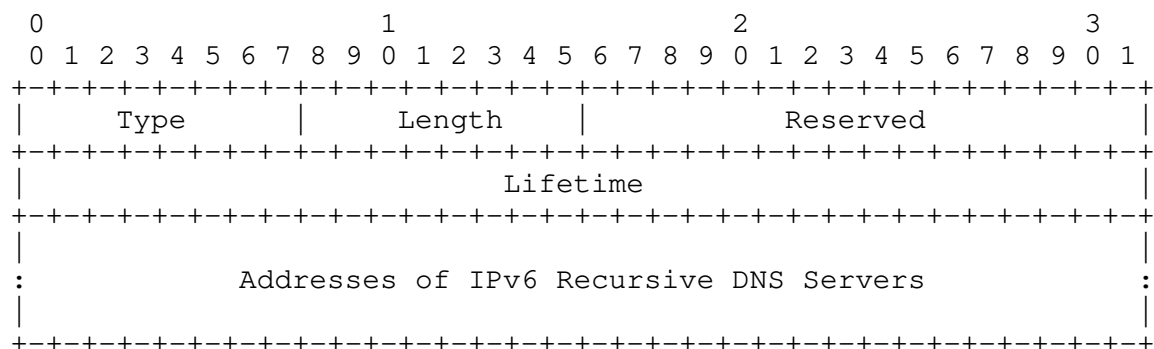 0                   1                   2                   3
 0 1 2 3 4 5 6 7 8 9 0 1 2 3 4 5 6 7 8 9 0 1 2 3 4 5 6 7 8 9 0 1
+-+-+-+-+-+-+-+-+-+-+-+-+-+-+-+-+-+-+-+-+-+-+-+-+-+-+-+-+-+-+-+-+
|     Type      |     Length    |           Reserved            |
+-+-+-+-+-+-+-+-+-+-+-+-+-+-+-+-+-+-+-+-+-+-+-+-+-+-+-+-+-+-+-+-+
|                           Lifetime                            |
+-+-+-+-+-+-+-+-+-+-+-+-+-+-+-+-+-+-+-+-+-+-+-+-+-+-+-+-+-+-+-+-+
|                                                               |
:            Addresses of IPv6 Recursive DNS Servers            :
|                                                               |
+-+-+-+-+-+-+-+-+-+-+-+-+-+-+-+-+-+-+-+-+-+-+-+-+-+-+-+-+-+-+-+-+